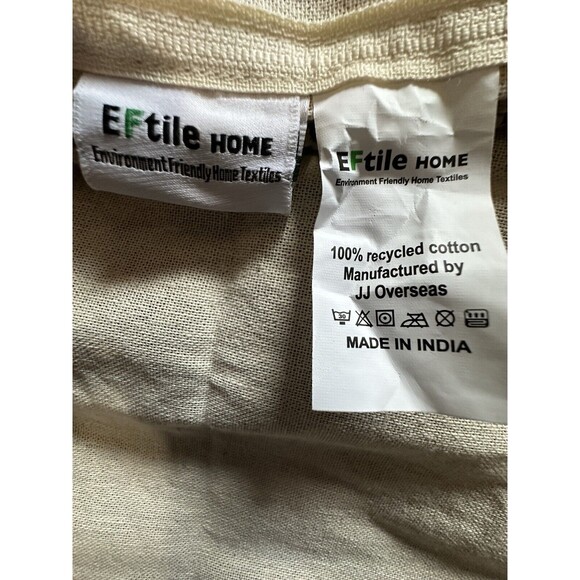 EFtile HOME
Environment Friendly Home Textiles
EFtile HOME
Environment Friendly Home Textiles
100% recycled cotton
Manufactured by
JJ Overseas
30
MADE IN INDIA